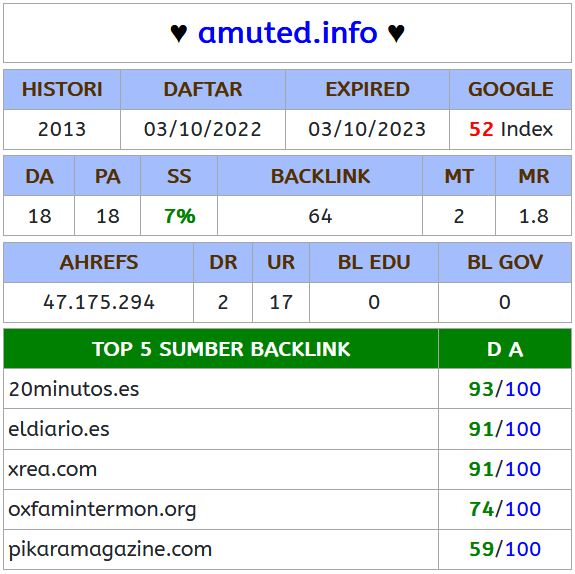 ♥ amuted.info ♥
HISTORI DAFTAR EXPIRED GOOGLE
2013 03/10/2022 03/10/2023 52 Index
DA PA SS BACKLINK MT MR
18 18 7% 64 2 1.8
AHREFS DR UR BL EDU BL GOV
47.175.294 2 17 0 0
TOP 5 SUMBER BACKLINK D A
20minutos.es 93/100
eldiario.es 91/100
xrea.com 91/100
oxfamintermon.org 74/100
pikaramagazine.com 59/100